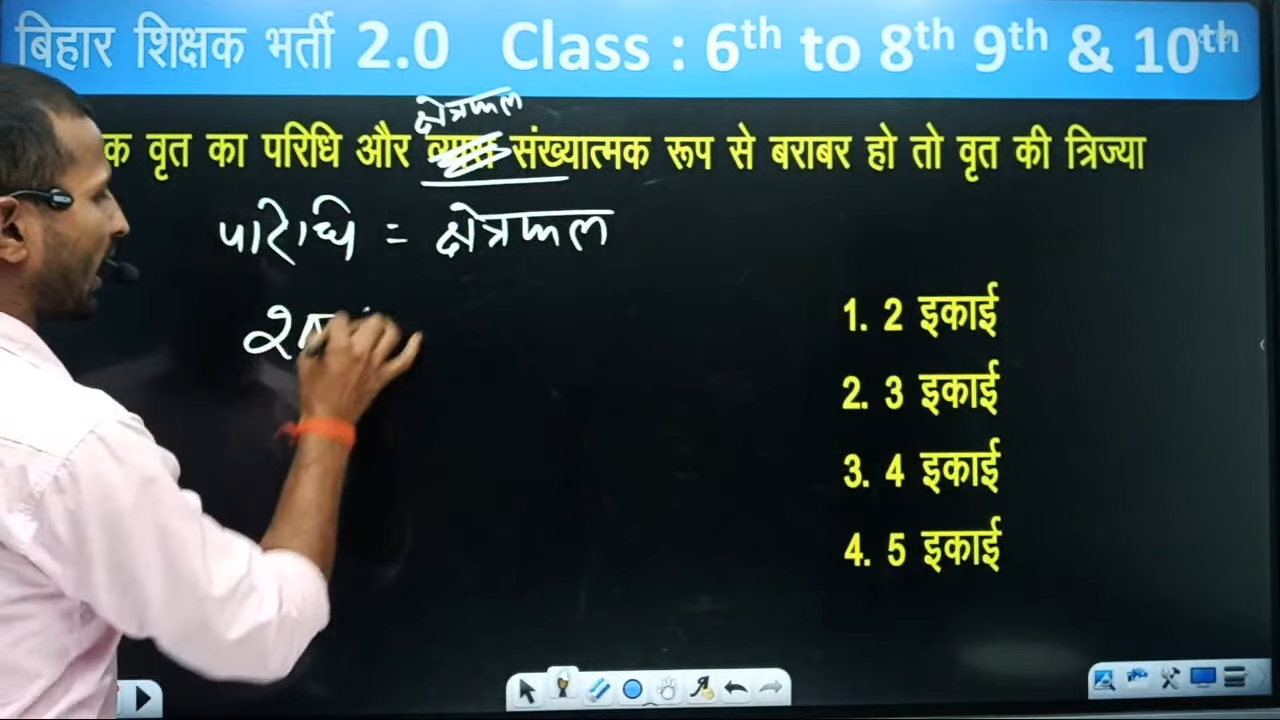 बिहार शिक्षक भर्ती 2.0 Class : 6th to 8th 9th & 10th
क्षेत्रफल
क वृत का परिधि और व्यास संख्यात्मक रूप से बराबर हो तो वृत की त्रिज्या
परिधि = क्षेत्रफल
2π
1. 2 इकाई
2. 3 इकाई
3. 4 इकाई
4. 5 इकाई